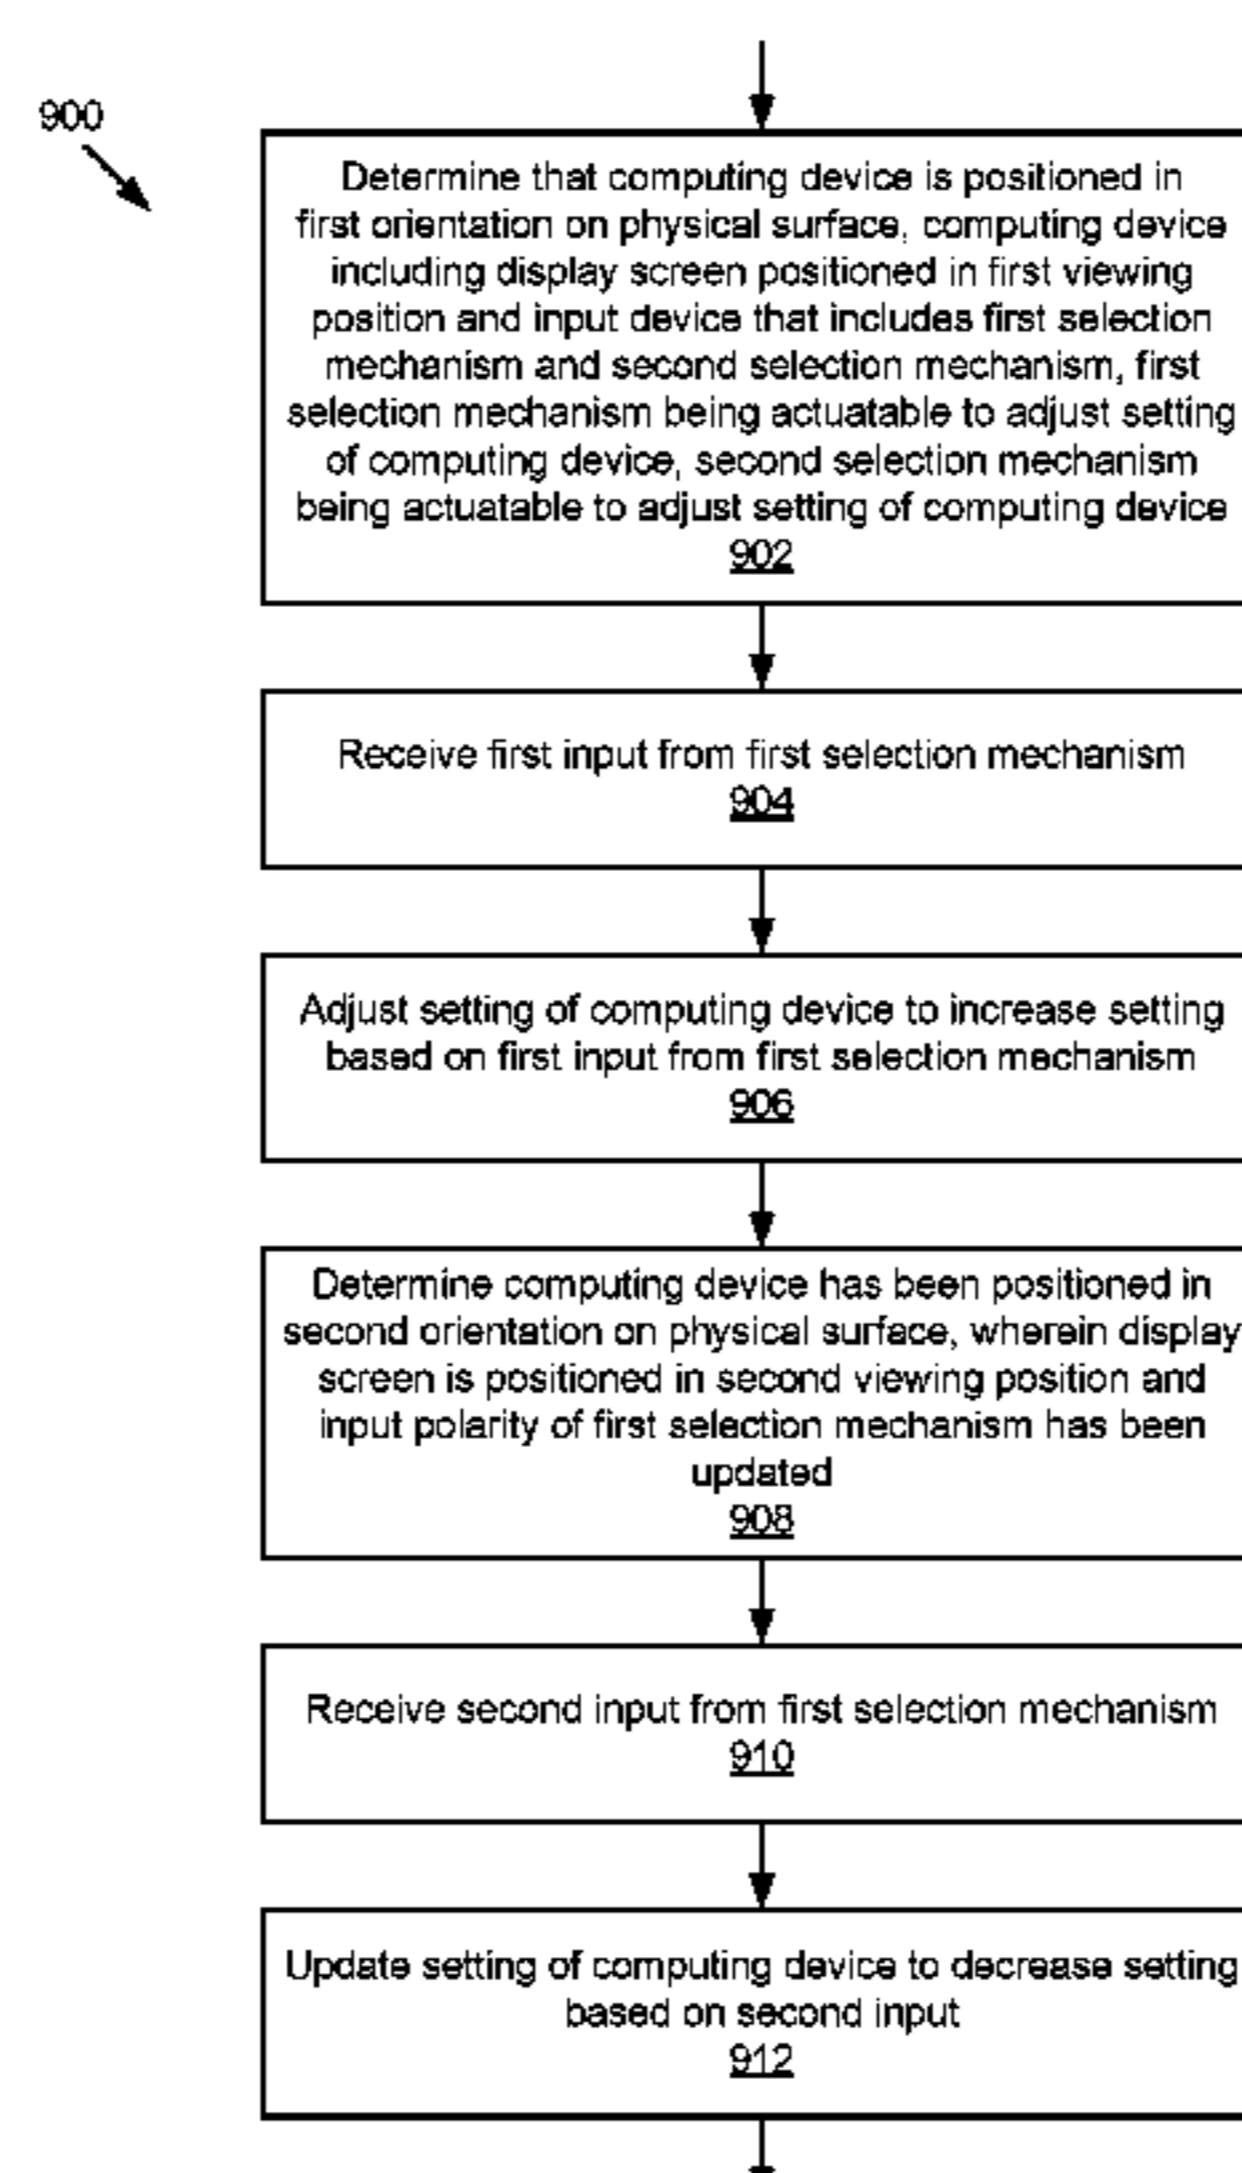 900
Determine that computing device is positioned in
first orientation on physical surface, computing device
including display screen positioned in first viewing
position and input device that includes first selection
mechanism and second selection mechanism, first
selection mechanism being actuatable to adjust setting
of computing device, second selection mechanism
being actuatable to adjust setting of computing device
902
Receive first input from first selection mechanism
904
Adjust setting of computing device to increase setting
based on first input from first selection mechanism
906
Determine computing device has been positioned in
second orientation on physical surface, wherein display
screen is positioned in second viewing position and
input polarity of first selection mechanism has been
updated
908
Receive second input from first selection mechanism
910
Update setting of computing device to decrease setting
based on second input
912